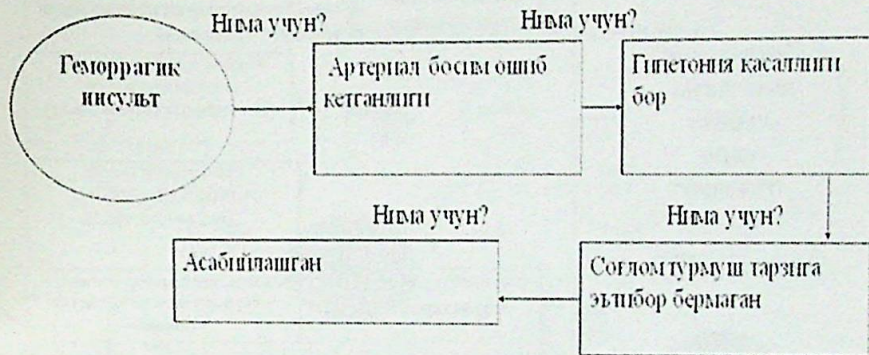 Нима учун?
Нима учун?
Геморрагик
инсульт
Артериал босим ошиб
кетганлиги
Гипетония касаллиги
бор
Нима учун?
Нима учун?
Асабийлашган
Соғлом турмуш тарзига
эътибор бермаган